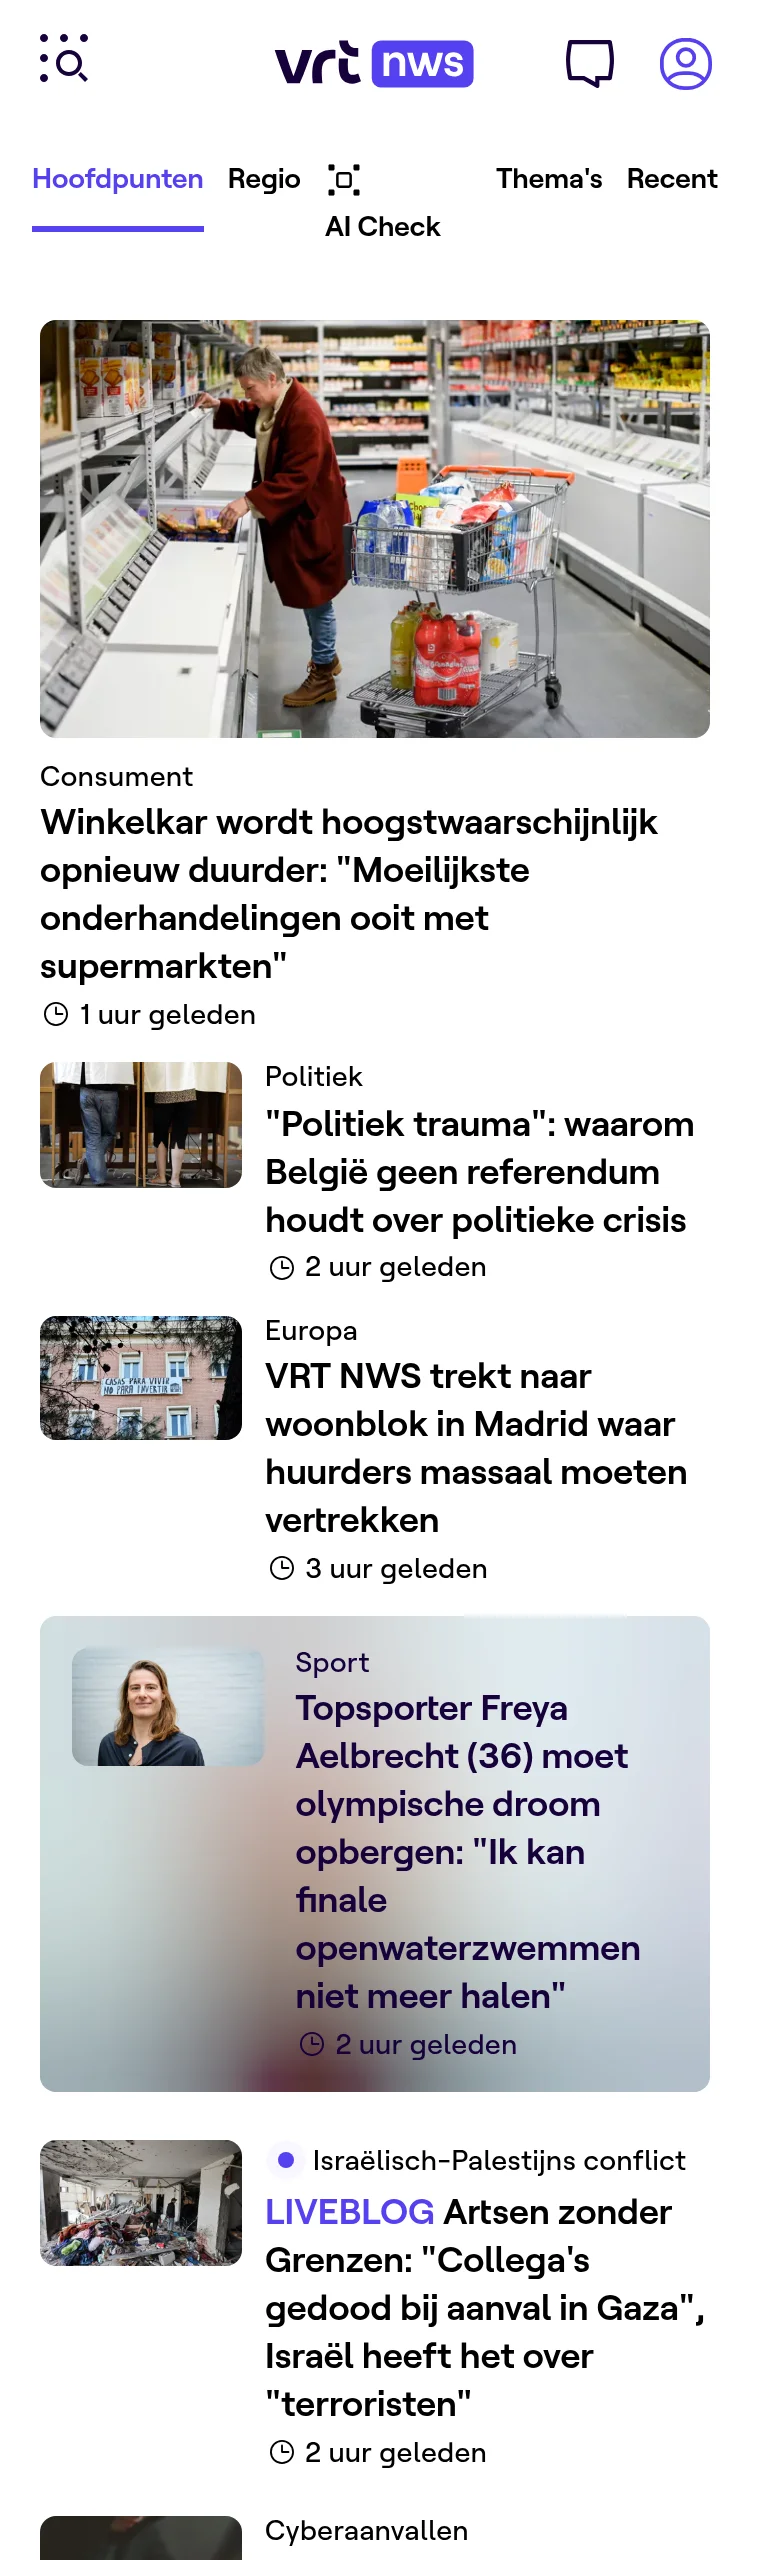 vrt nws
Hoofdpunten Regio AI Check Thema's Recent
Consument
Winkelkar wordt hoogstwaarschijnlijk
opnieuw duurder: "Moeilijkste
onderhandelingen ooit met
supermarkten"
1 uur geleden
Politiek
"Politiek trauma": waarom
België geen referendum
houdt over politieke crisis
2 uur geleden
CASAS PARA VIVIR
NO PARA INVERTIR
Europa
VRT NWS trekt naar
woonblok in Madrid waar
huurders massaal moeten
vertrekken
3 uur geleden
Sport
Topsporter Freya
Aelbrecht (36) moet
olympische droom
opbergen: "Ik kan
finale
openwaterzwemmen
niet meer halen"
2 uur geleden
Israëlisch-Palestijns conflict
LIVEBLOG Artsen zonder
Grenzen: "Collega's
gedood bij aanval in Gaza",
Israël heeft het over
"terroristen"
2 uur geleden
Cyberaanvallen